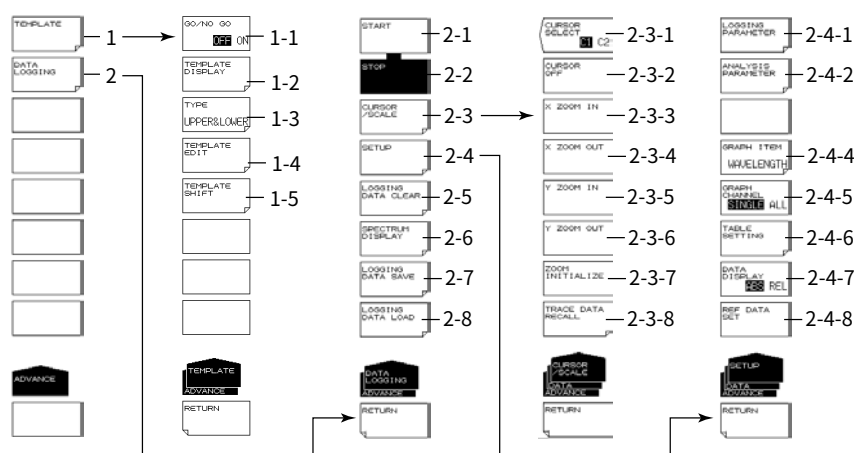 TEMPLATE
1
DATA
LOGGING
2
ADVANCE
GO/NO GO
OFF ON
1-1
TEMPLATE
DISPLAY
1-2
TYPE
UPPER&LOWER
1-3
TEMPLATE
EDIT
1-4
TEMPLATE
SHIFT
1-5
TEMPLATE
ADVANCE
RETURN
START
2-1
STOP
2-2
CURSOR
/SCALE
2-3
SETUP
2-4
LOGGING
DATA CLEAR
2-5
SPECTRUM
DISPLAY
2-6
LOGGING
DATA SAVE
2-7
LOGGING
DATA LOAD
2-8
DATA
LOGGING
ADVANCE
RETURN
CURSOR
SELECT
C1 C2
2-3-1
CURSOR
OFF
2-3-2
X ZOOM IN
2-3-3
X ZOOM OUT
2-3-4
Y ZOOM IN
2-3-5
Y ZOOM OUT
2-3-6
ZOOM
INITIALIZE
2-3-7
TRACE DATA
RECALL
2-3-8
CURSOR
/SCALE
DATA
ADVANCE
RETURN
LOGGING
PARAMETER
2-4-1
ANALYSIS
PARAMETER
2-4-2
GRAPH ITEM
WAVELENGTH
2-4-4
GRAPH
CHANNEL
SINGLE ALL
2-4-5
TABLE
SETTING
2-4-6
DATA
DISPLAY
ABS REL
2-4-7
REF DATA
SET
2-4-8
SETUP
DATA
ADVANCE
RETURN